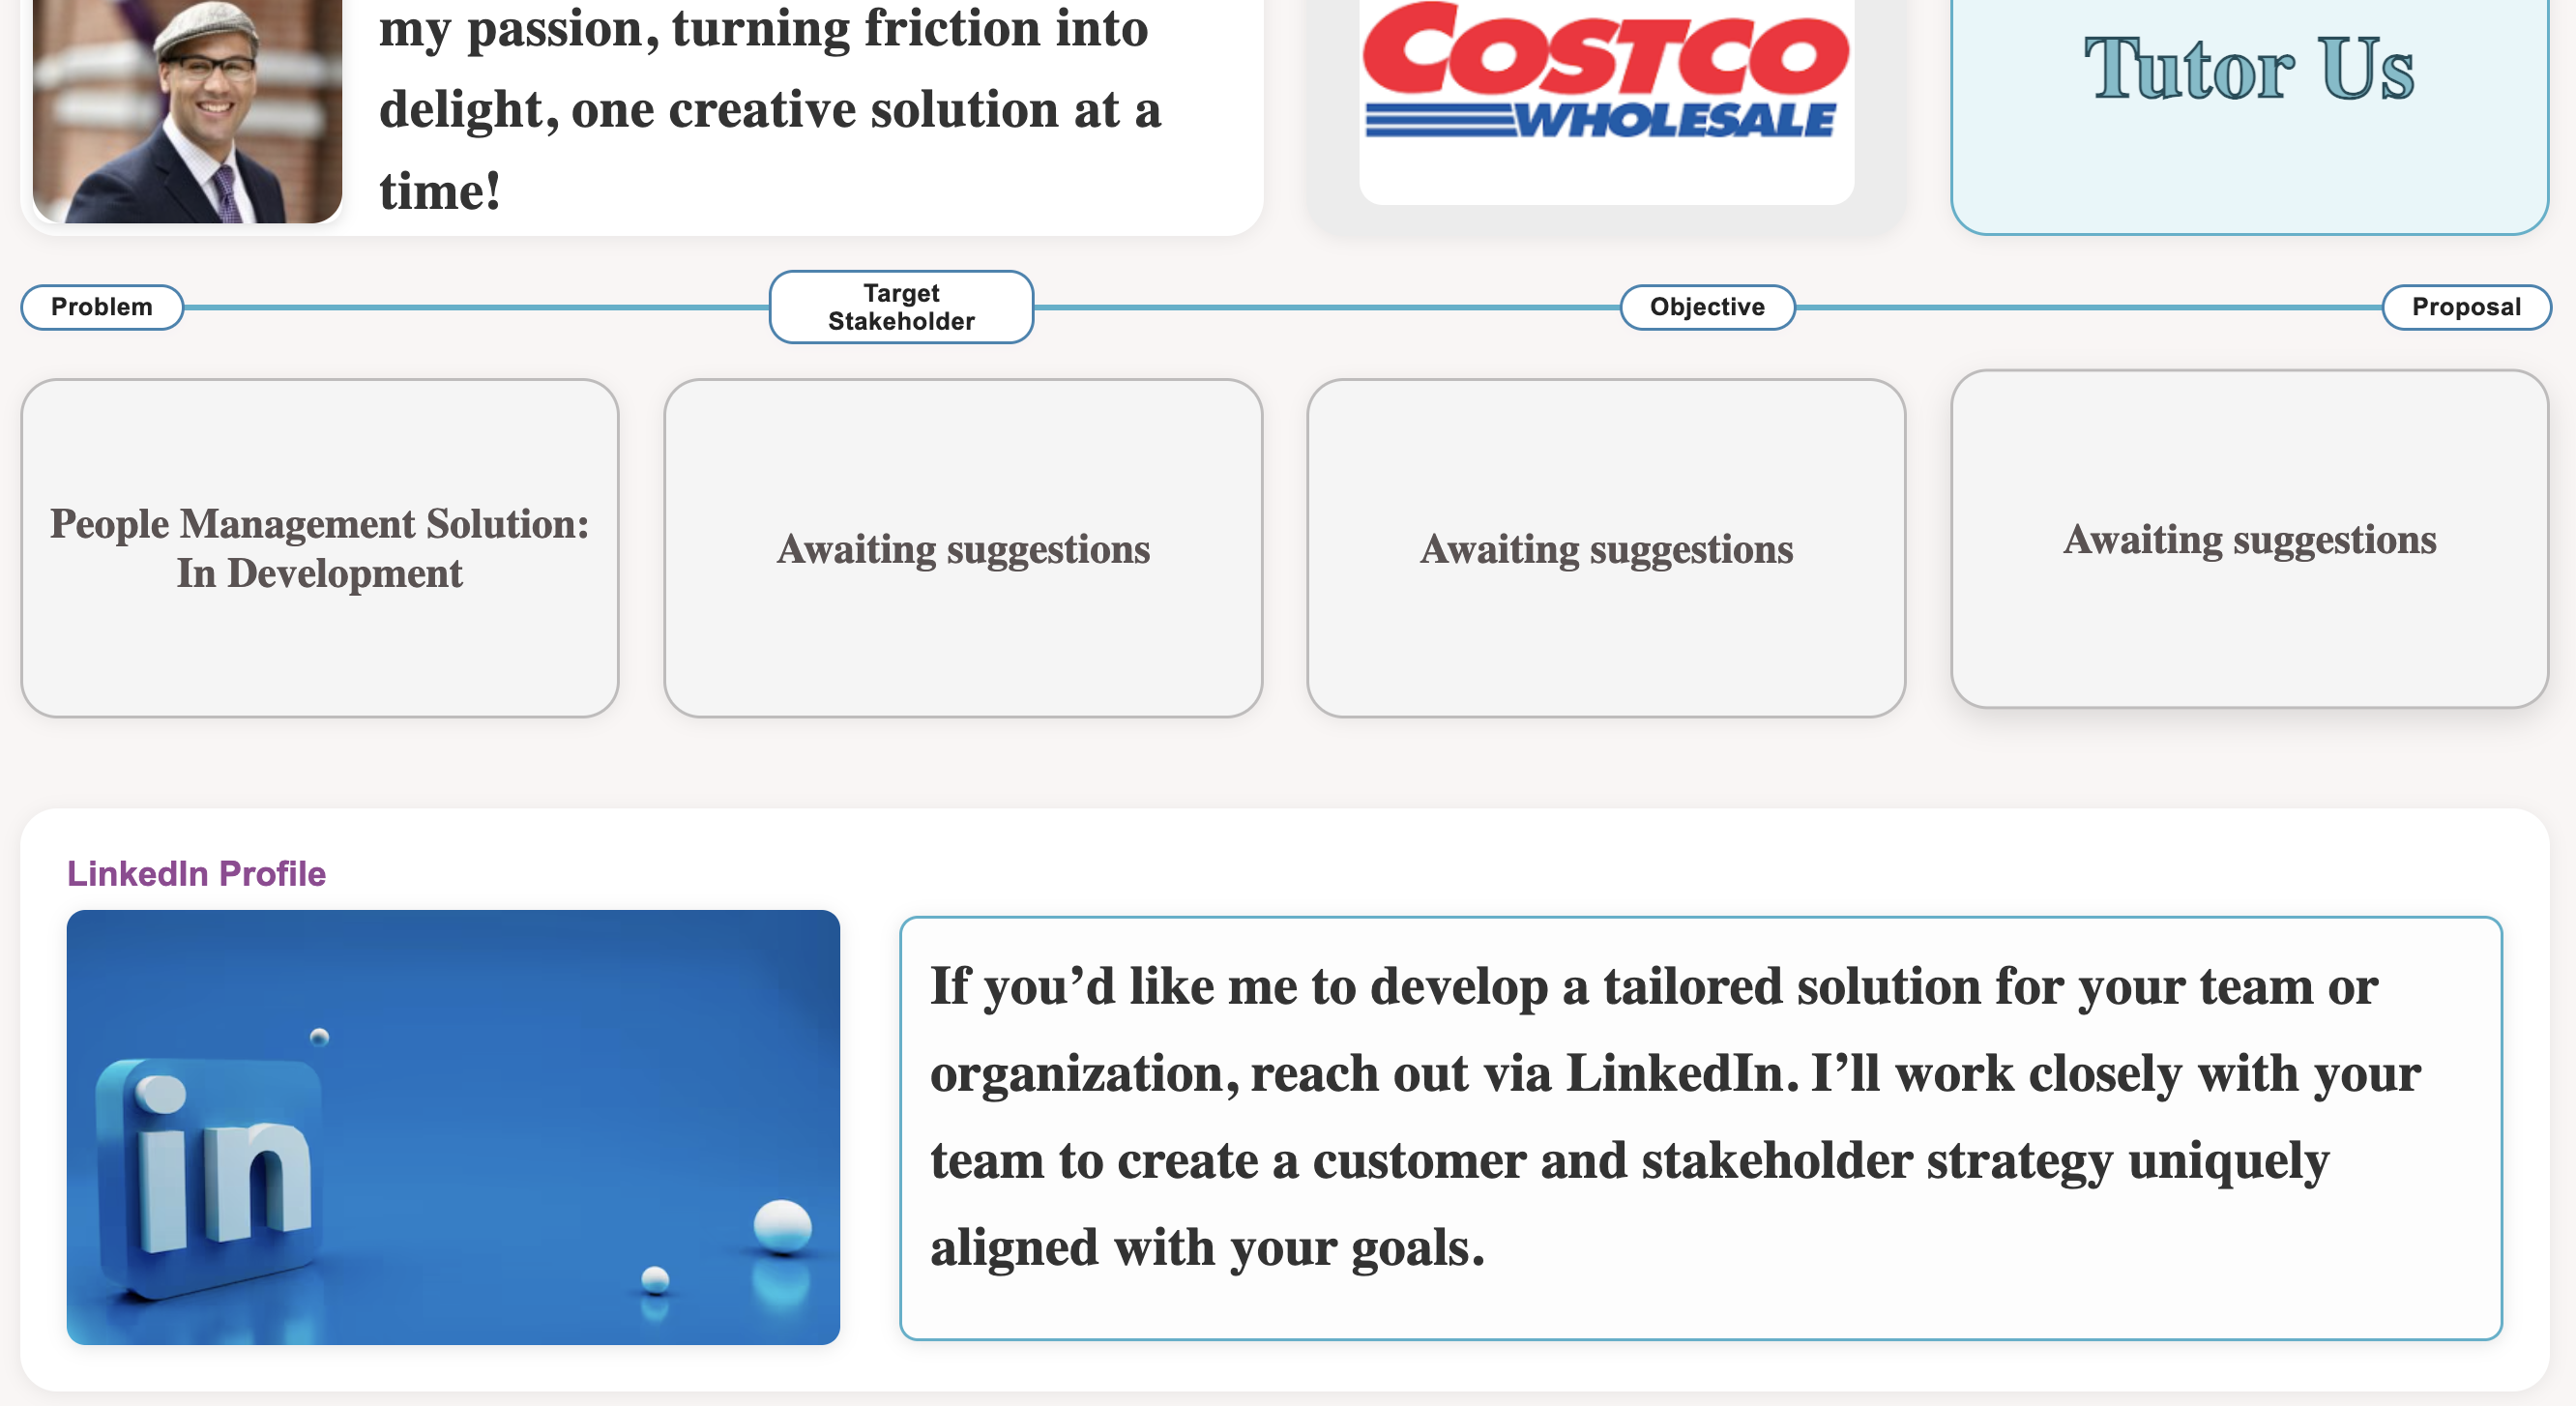 my passion, turning friction into
delight, one creative solution at a
time!
COSTCO
WHOLESALE
Tutor Us
Problem
Target
Stakeholder
Objective
Proposal
People Management Solution:
In Development
Awaiting suggestions
Awaiting suggestions
Awaiting suggestions
LinkedIn Profile
in
If you’d like me to develop a tailored solution for your team or
organization, reach out via LinkedIn. I’ll work closely with your
team to create a customer and stakeholder strategy uniquely
aligned with your goals.